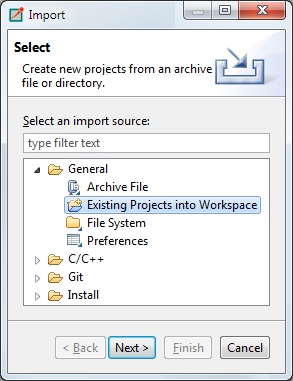 Import
Select
Create new projects from an archive
file or directory.
Select an import source:
type filter text
General
Archive File
Existing Projects into Workspace
File System
Preferences
C/C++
Git
Install
< Back
Next >
Finish
Cancel